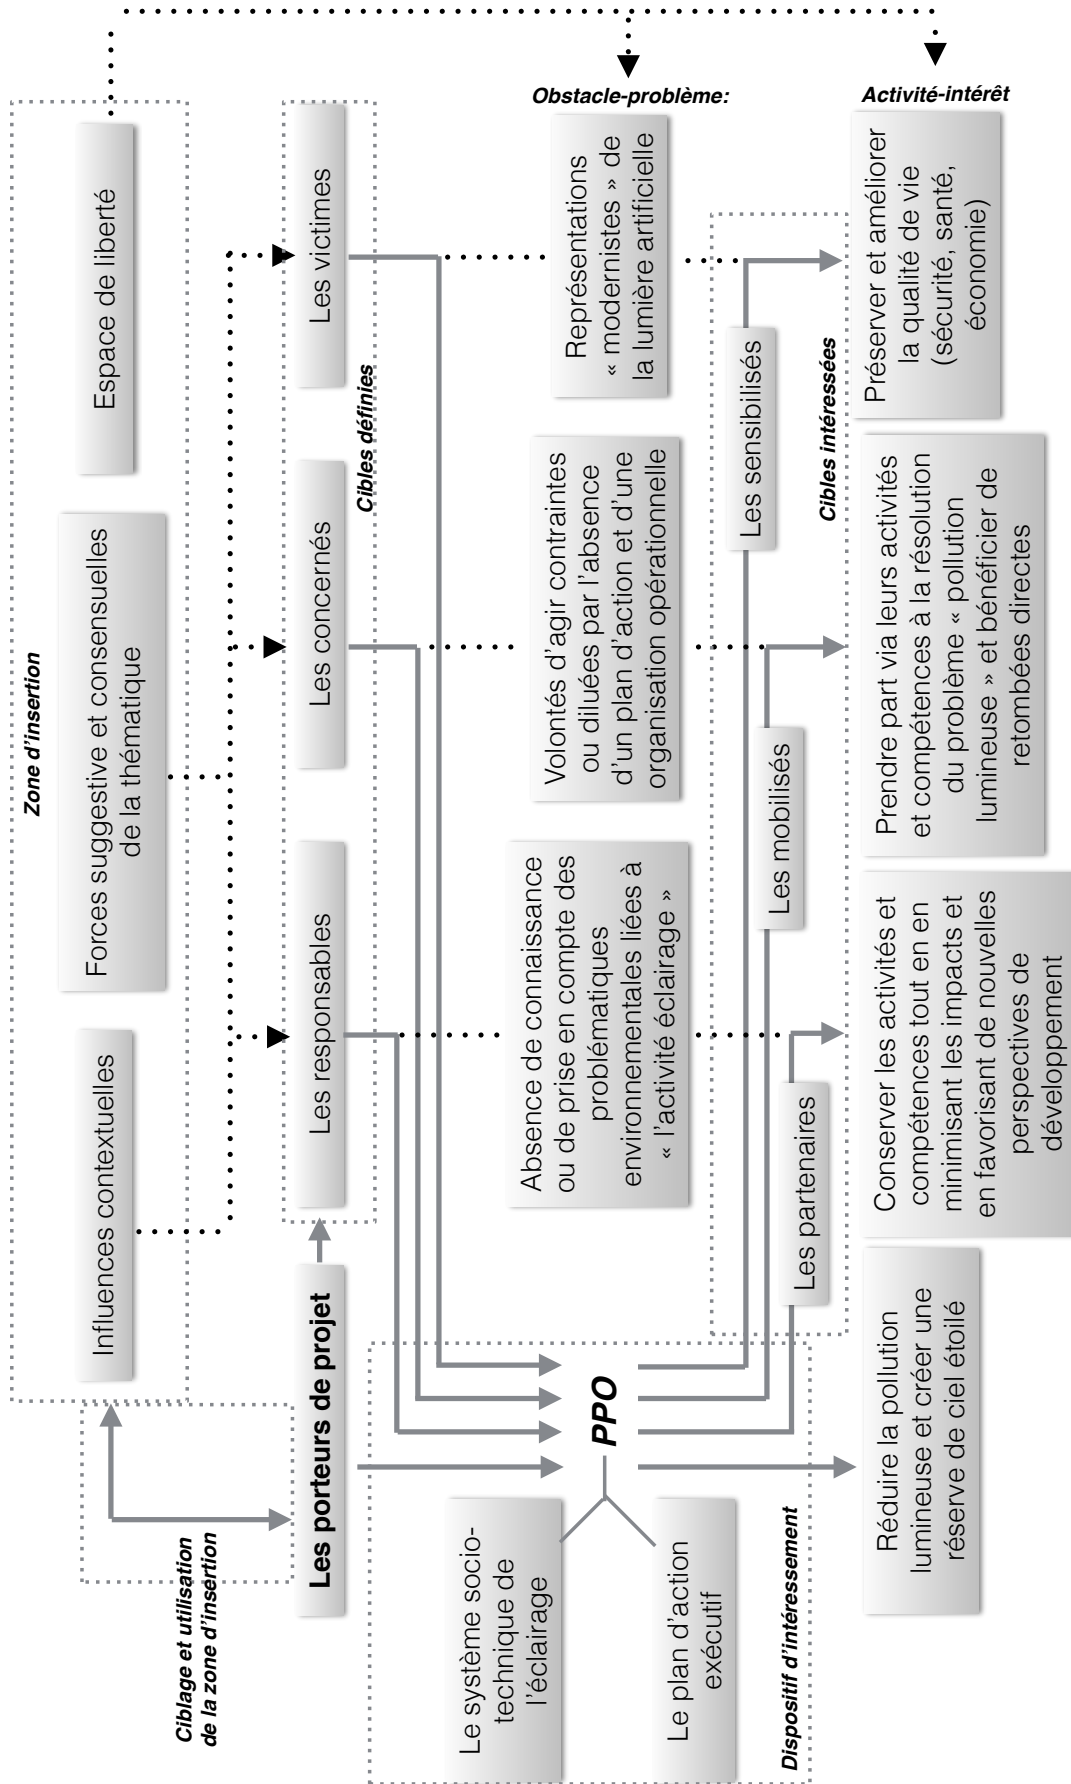 Zone d'insertion
Influences contextuelles
Forces suggestive et consensuelles
de la thématique
Espace de liberté
Ciblage et utilisation
de la zone d'insertion
Les porteurs de projet
Les responsables
Les concernés
Les victimes
Cibles définies
Obstacle-problème:
Le système socio-
technique de
l'éclairage
PPO
Le plan d'action
exécutif
Dispositif d'intéressement
Absence de connaissance
ou de prise en compte des
problématiques
environnementales liées à
« l'activité éclairage »
Volontés d'agir contraintes
ou diluées par l'absence
d'un plan d'action et d'une
organisation opérationnelle
Représentations
« modernistes » de
la lumière artificielle
Les partenaires
Les mobilisés
Les sensibilisés
Cibles intéressées
Activité-intérêt
Réduire la pollution
lumineuse et créer une
réserve de ciel étoilé
Conserver les activités et
compétences tout en en
minimisant les impacts et
en favorisant de nouvelles
perspectives de
développement
Prendre part via leurs activités
et compétences à la résolution
du problème « pollution
lumineuse » et bénéficier de
retombées directes
Préserver et améliorer
la qualité de vie
(sécurité, santé,
économie)